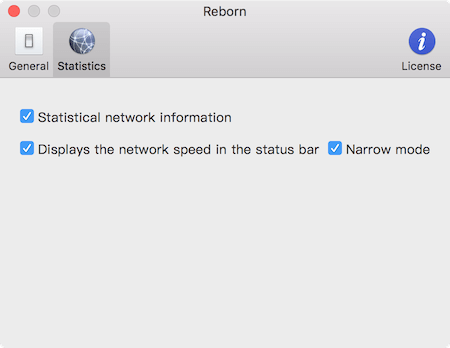 Reborn
General Statistics License
Statistical network information
Displays the network speed in the status bar Narrow mode